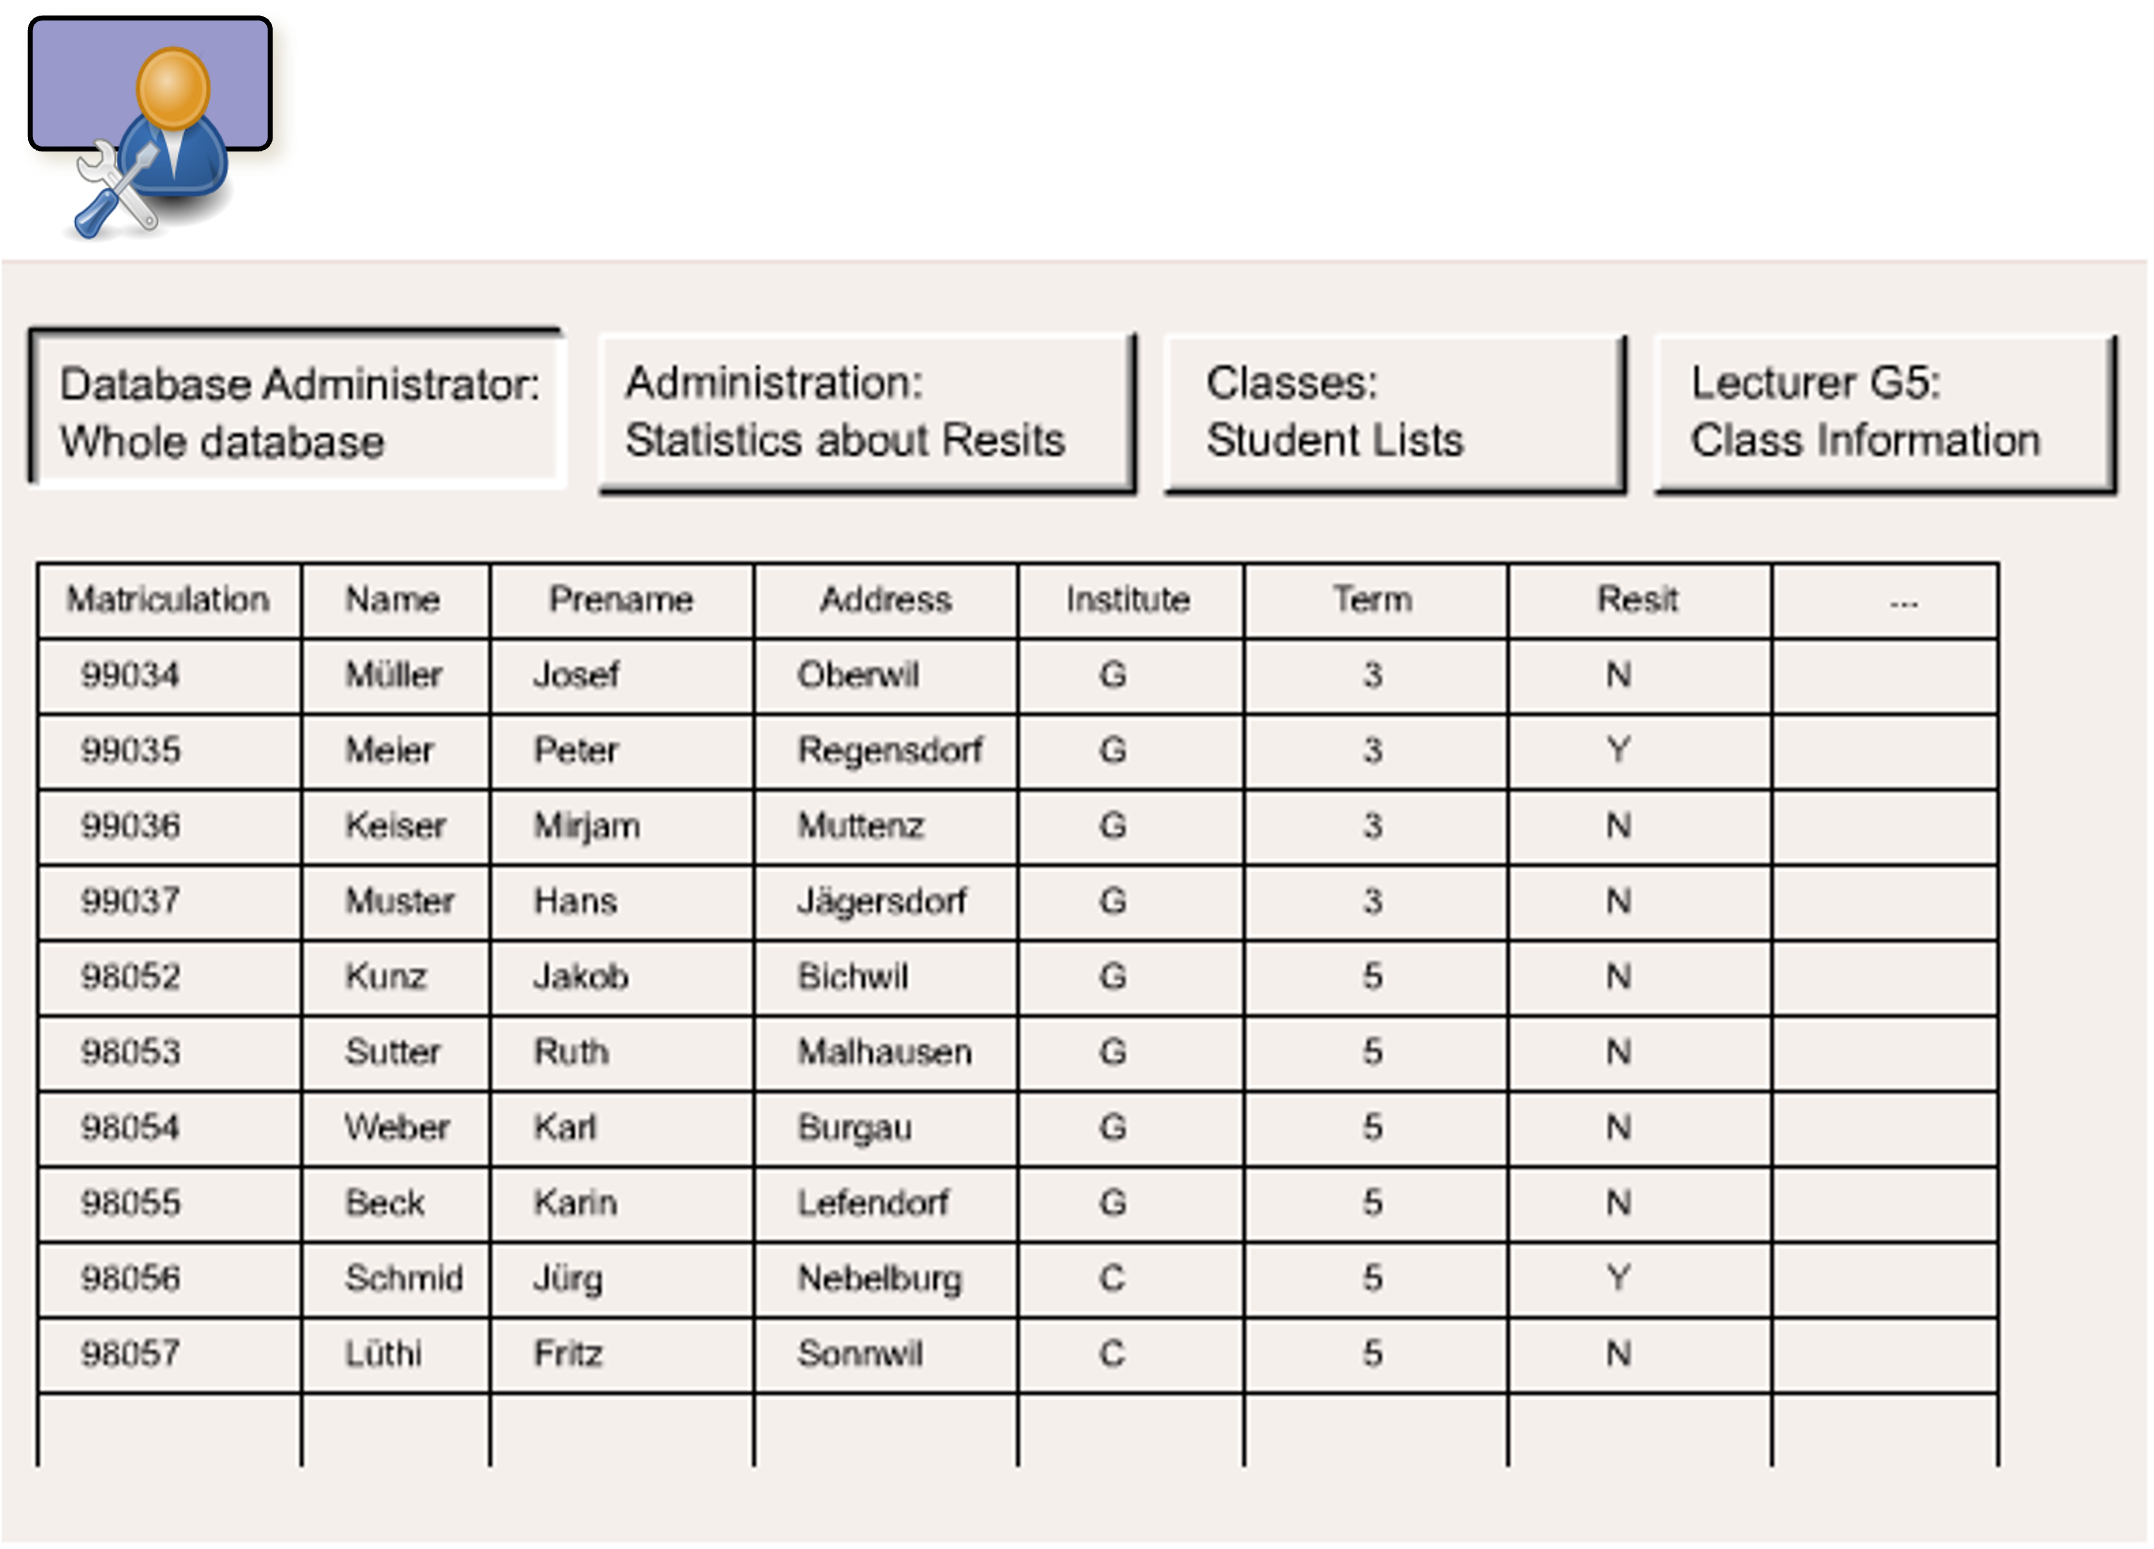 Database Administrator:
Whole database
Administration:
Statistics about Resits
Classes:
Student Lists
Lecturer G5:
Class Information
Matriculation Name Prename Address Institute Term Resit ...
99034 Müller Josef Oberwil G 3 N
99035 Meier Peter Regensdorf G 3 Y
99036 Keiser Mirjam Muttenz G 3 N
99037 Muster Hans Jägersdorf G 3 N
98052 Kunz Jakob Bichwil G 5 N
98053 Sutter Ruth Malhausen G 5 N
98054 Weber Karl Burgau G 5 N
98055 Beck Karin Lefendorf G 5 N
98056 Schmid Jürg Nebelburg C 5 Y
98057 Lüthi Fritz Sonnwil C 5 N